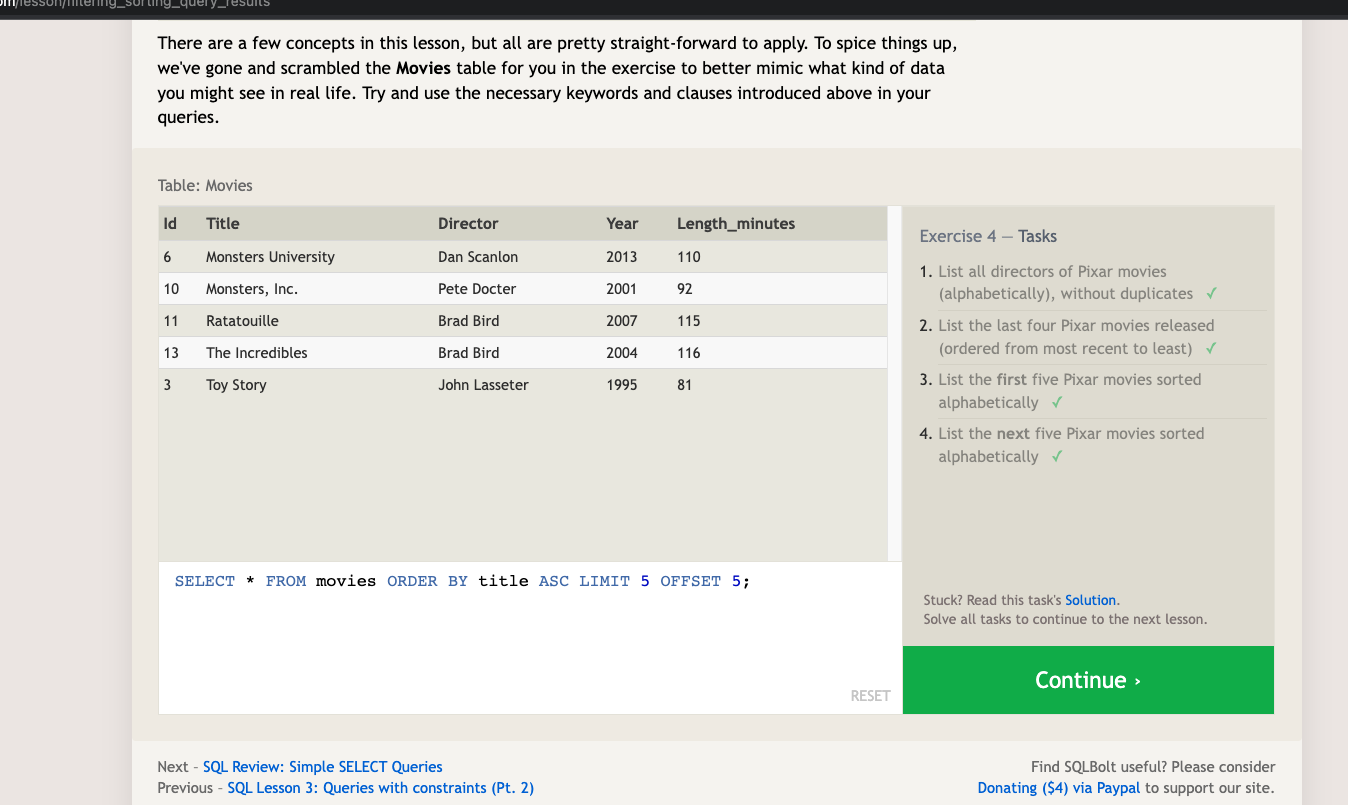 om/lesson/filtering_sorting_query_results
There are a few concepts in this lesson, but all are pretty straight-forward to apply. To spice things up,
we've gone and scrambled the Movies table for you in the exercise to better mimic what kind of data
you might see in real life. Try and use the necessary keywords and clauses introduced above in your
queries.
Table: Movies
Id Title Director Year Length_minutes
6 Monsters University Dan Scanlon 2013 110
10 Monsters, Inc. Pete Docter 2001 92
11 Ratatouille Brad Bird 2007 115
13 The Incredibles Brad Bird 2004 116
3 Toy Story John Lasseter 1995 81
SELECT * FROM movies ORDER BY title ASC LIMIT 5 OFFSET 5;
RESET
Exercise 4 — Tasks
1. List all directors of Pixar movies
(alphabetically), without duplicates ✓
2. List the last four Pixar movies released
(ordered from most recent to least) ✓
3. List the first five Pixar movies sorted
alphabetically ✓
4. List the next five Pixar movies sorted
alphabetically ✓
Stuck? Read this task's Solution.
Solve all tasks to continue to the next lesson.
Continue ›
Next – SQL Review: Simple SELECT Queries
Previous – SQL Lesson 3: Queries with constraints (Pt. 2)
Find SQLBolt useful? Please consider
Donating ($4) via Paypal to support our site.